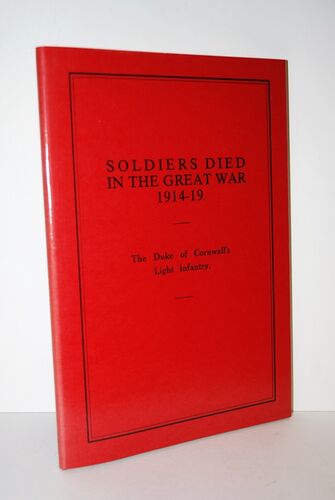 SOLDIERS DIED
IN THE GREAT WAR
1914-19.
The Duke of Cornwall's
Light Infantry.